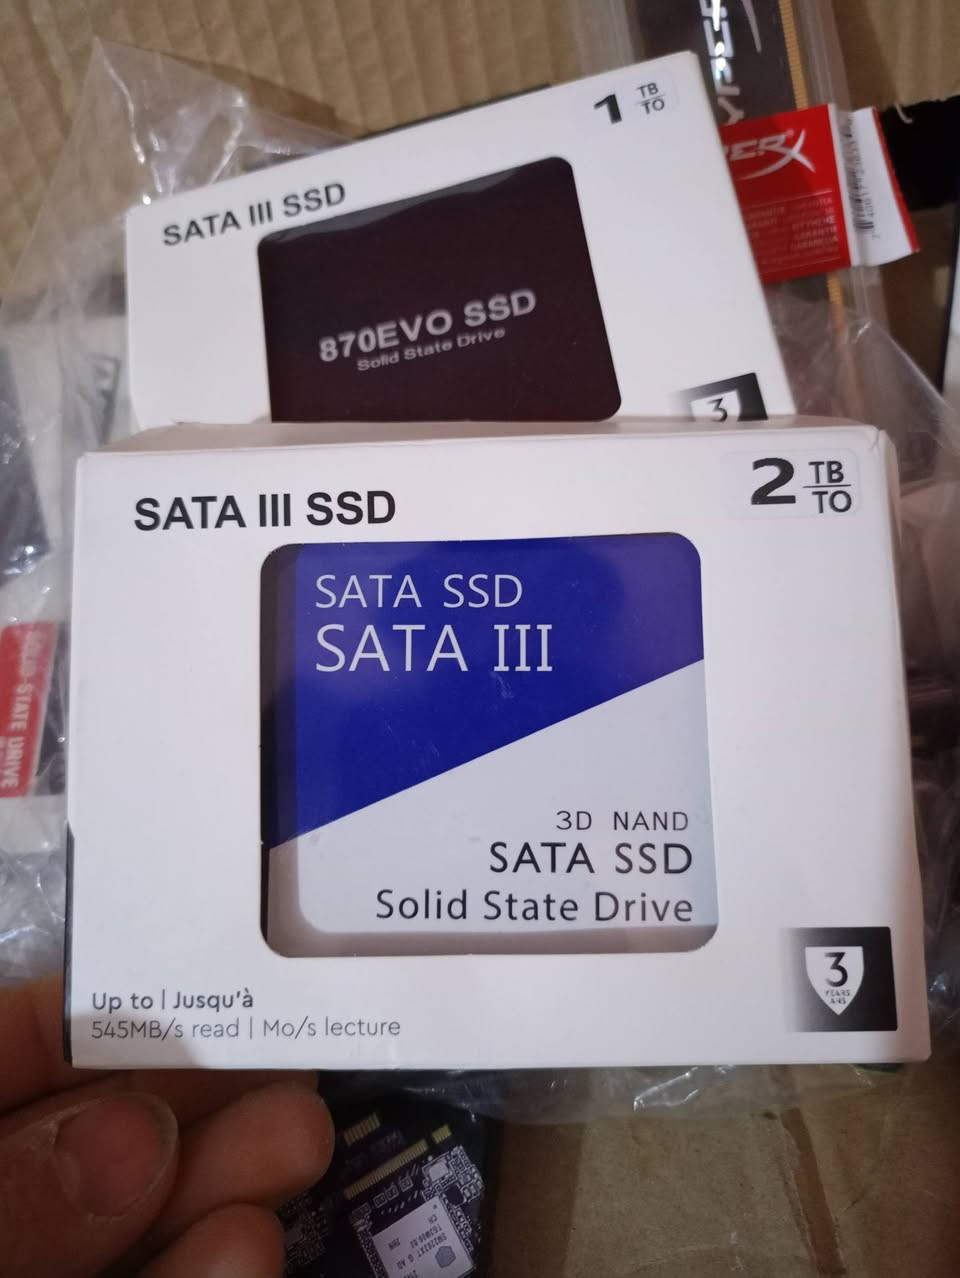 1 TB
TO
SATA III SSD
870EVO SSD
Solid State Drive
3
SATA III SSD
2 TB
TO
SATA SSD
SATA III
3D NAND
SATA SSD
Solid State Drive
3
YEARS
ANS
Up to | Jusqu'à
545MB/s read | Mo/s lecture
SOLID STATE DRIVE